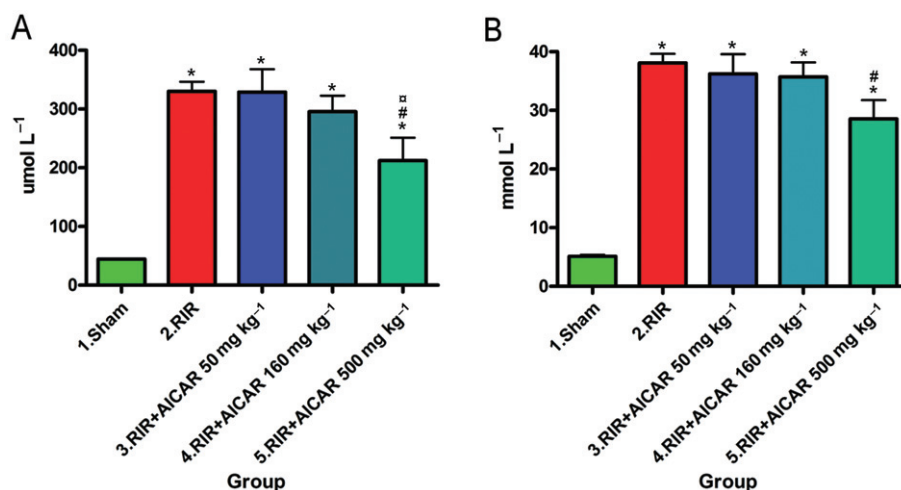 A
400
300
200
100
0
umol L⁻¹
*
*
*
¤
#
*
1.Sham
2.RIR
3.RIR+AICAR 50 mg kg⁻¹
4.RIR+AICAR 160 mg kg⁻¹
5.RIR+AICAR 500 mg kg⁻¹
Group
B
40
30
20
10
0
mmol L⁻¹
*
*
*
#
*
1.Sham
2.RIR
3.RIR+AICAR 50 mg kg⁻¹
4.RIR+AICAR 160 mg kg⁻¹
5.RIR+AICAR 500 mg kg⁻¹
Group